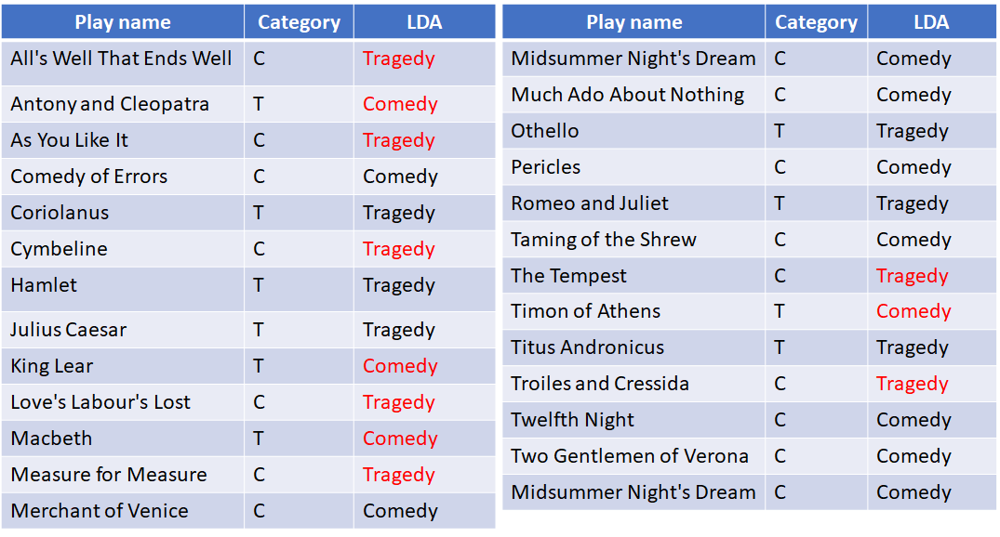 Play name Category LDA
All's Well That Ends Well C Tragedy
Antony and Cleopatra T Comedy
As You Like It C Tragedy
Comedy of Errors C Comedy
Coriolanus T Tragedy
Cymbeline C Tragedy
Hamlet T Tragedy
Julius Caesar T Tragedy
King Lear T Comedy
Love's Labour's Lost C Tragedy
Macbeth T Comedy
Measure for Measure C Tragedy
Merchant of Venice C Comedy
Play name Category LDA
Midsummer Night's Dream C Comedy
Much Ado About Nothing C Comedy
Othello T Tragedy
Pericles C Comedy
Romeo and Juliet T Tragedy
Taming of the Shrew C Comedy
The Tempest C Tragedy
Timon of Athens T Comedy
Titus Andronicus T Tragedy
Troiles and Cressida C Tragedy
Twelfth Night C Comedy
Two Gentlemen of Verona C Comedy
Midsummer Night's Dream C Comedy